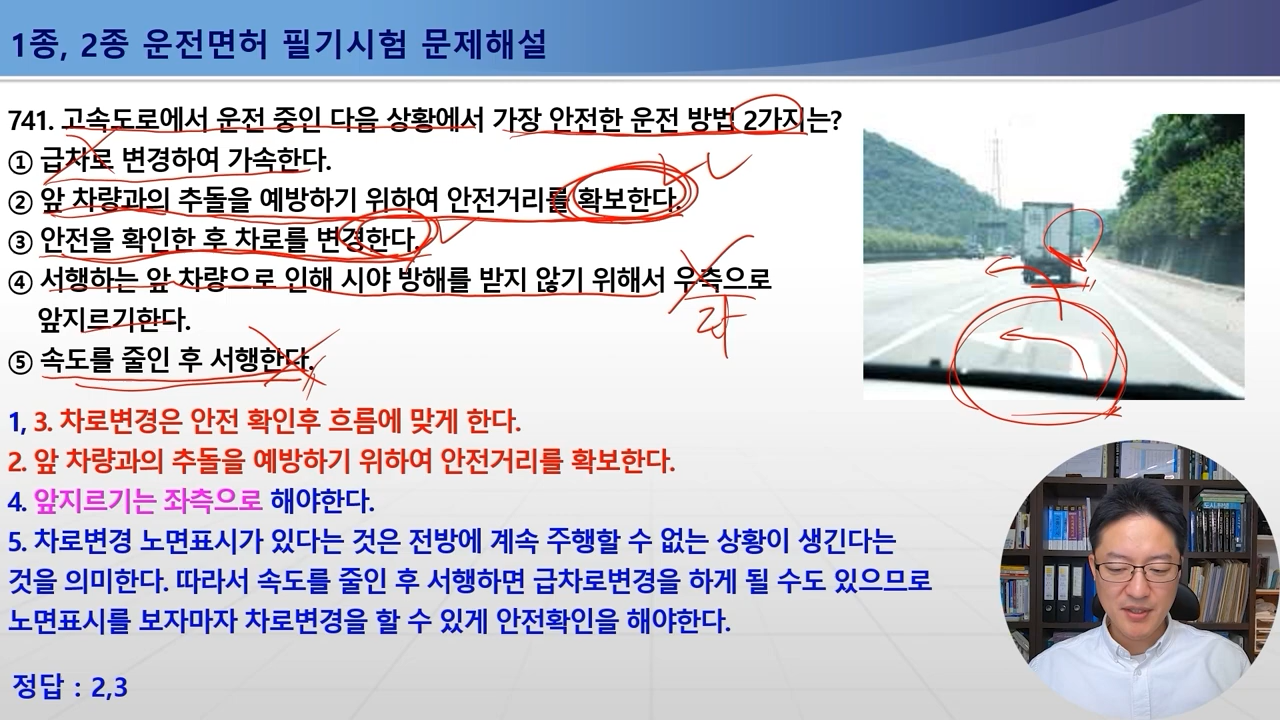 1종, 2종 운전면허 필기시험 문제해설
741. 고속도로에서 운전 중인 다음 상황에서 가장 안전한 운전 방법 2가지는?
① 급차로 변경하여 가속한다.
② 앞 차량과의 추돌을 예방하기 위하여 안전거리를 확보한다.
③ 안전을 확인한 후 차로를 변경한다.
④ 서행하는 앞 차량으로 인해 시야 방해를 받지 않기 위해서 우측으로
앞지르기한다.
좌
⑤ 속도를 줄인 후 서행한다.
1, 3. 차로변경은 안전 확인후 흐름에 맞게 한다.
2. 앞 차량과의 추돌을 예방하기 위하여 안전거리를 확보한다.
4. 앞지르기는 좌측으로 해야한다.
5. 차로변경 노면표시가 있다는 것은 전방에 계속 주행할 수 없는 상황이 생긴다는
것을 의미한다. 따라서 속도를 줄인 후 서행하면 급차로변경을 하게 될 수도 있으므로
노면표시를 보자마자 차로변경을 할 수 있게 안전확인을 해야한다.
정답 : 2,3